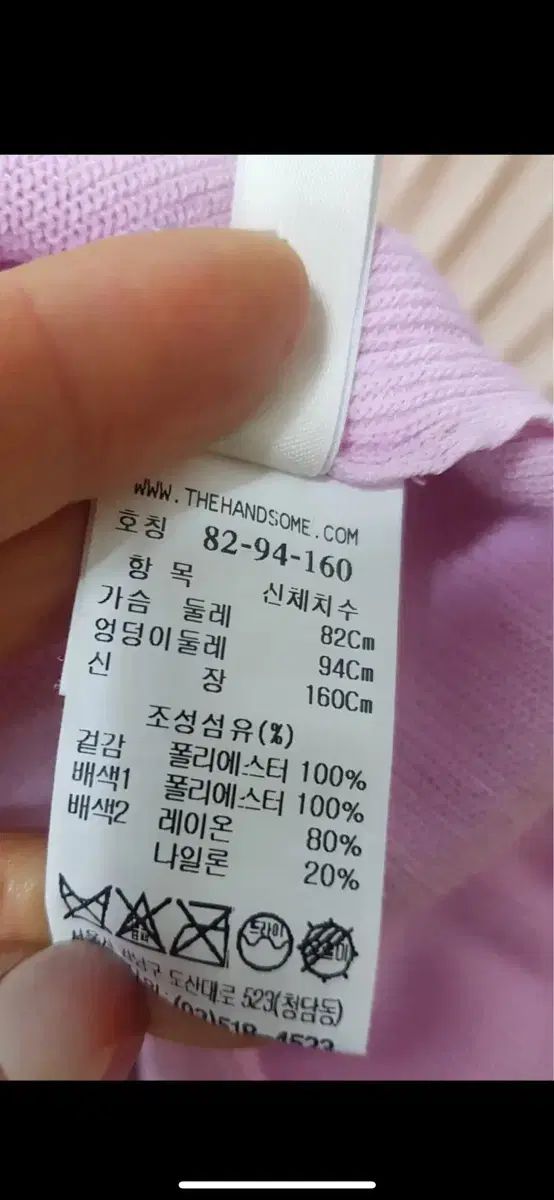 WWW.THEHANDSOME.COM
호칭 82-94-160
항 목 신체치수
가슴 둘레 82Cm
엉덩이둘레 94Cm
신 장 160Cm
조성섬유(%)
겉감 폴리에스터 100%
배색1 폴리에스터 100%
배색2 레이온 80%
나일론 20%
드라이
도산대로 523(청담동)